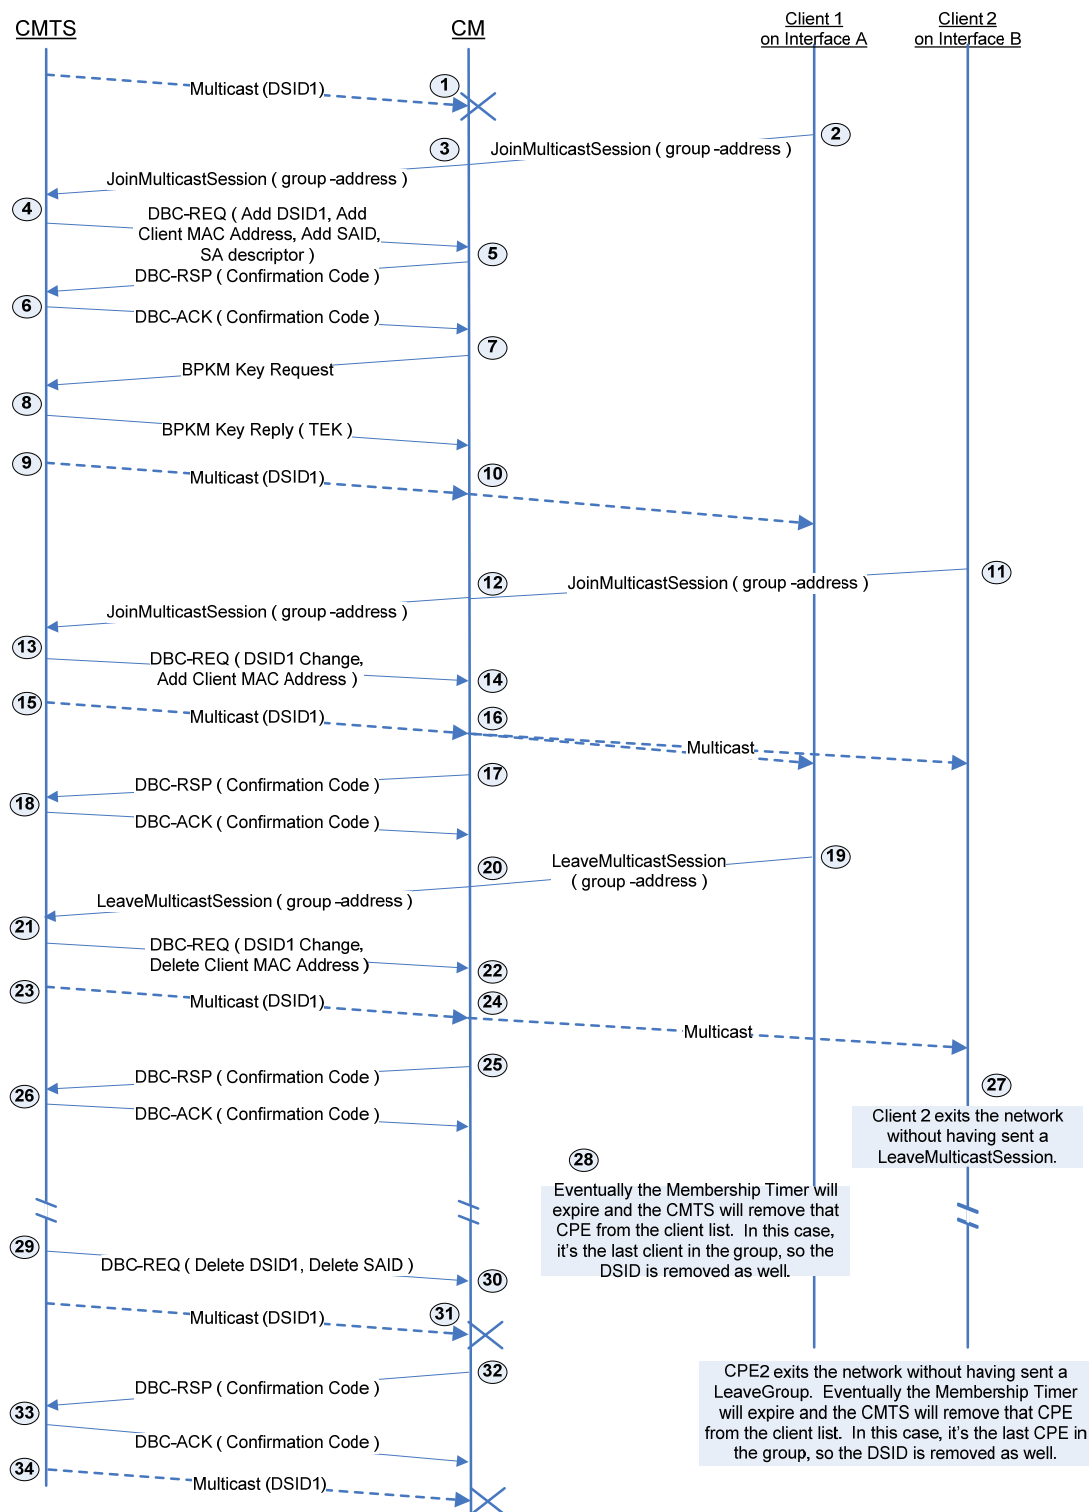 CMTS
CM
Client 1
on Interface A
Client 2
on Interface B
1
Multicast (DSID1)
2
3
JoinMulticastSession ( group -address )
JoinMulticastSession ( group -address )
4
DBC-REQ ( Add DSID1, Add
Client MAC Address, Add SAID,
SA descriptor )
5
DBC-RSP ( Confirmation Code )
6
DBC-ACK ( Confirmation Code )
7
BPKM Key Request
8
BPKM Key Reply ( TEK )
9
Multicast (DSID1)
10
11
12
JoinMulticastSession ( group -address )
JoinMulticastSession ( group -address )
13
DBC-REQ ( DSID1 Change,
Add Client MAC Address )
14
15
Multicast (DSID1)
16
Multicast
17
DBC-RSP ( Confirmation Code )
18
DBC-ACK ( Confirmation Code )
19
LeaveMulticastSession
( group -address )
20
LeaveMulticastSession ( group -address )
21
DBC-REQ ( DSID1 Change,
Delete Client MAC Address )
22
23
Multicast (DSID1)
24
Multicast
25
DBC-RSP ( Confirmation Code )
26
DBC-ACK ( Confirmation Code )
27
Client 2 exits the network
without having sent a
LeaveMulticastSession.
28
Eventually the Membership Timer will
expire and the CMTS will remove that
CPE from the client list. In this case,
it's the last client in the group, so the
DSID is removed as well.
29
DBC-REQ ( Delete DSID1, Delete SAID )
30
31
Multicast (DSID1)
32
DBC-RSP ( Confirmation Code )
33
DBC-ACK ( Confirmation Code )
CPE2 exits the network without having sent a
LeaveGroup. Eventually the Membership Timer
will expire and the CMTS will remove that CPE
from the client list. In this case, it's the last CPE in
the group, so the DSID is removed as well.
34
Multicast (DSID1)